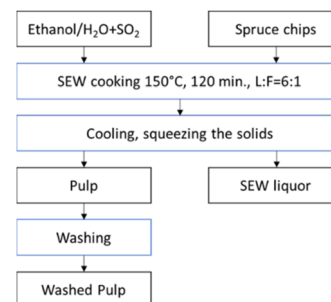 Ethanol/H₂O+SO₂
Spruce chips
SEW cooking 150°C, 120 min., L:F=6:1
Cooling, squeezing the solids
Pulp
SEW liquor
Washing
Washed Pulp